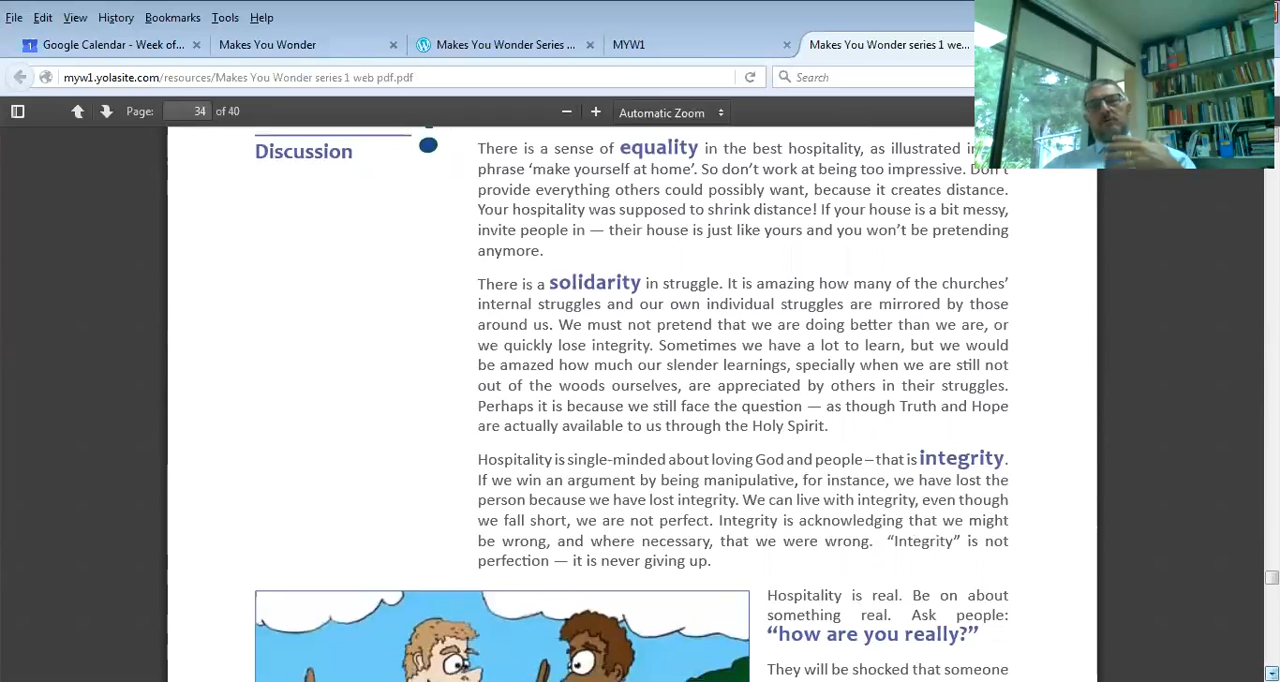 File Edit View History Bookmarks Tools Help
Google Calendar - Week of... × Makes You Wonder × Makes You Wonder Series ... × MYW1 × Makes You Wonder series 1 we...
myw1.yolasite.com/resources/Makes You Wonder series 1 web pdf.pdf Search
Page: 34 of 40 Automatic Zoom
Discussion
There is a sense of equality in the best hospitality, as illustrated in
phrase ‘make yourself at home’. So don’t work at being too impressive. Don’t
provide everything others could possibly want, because it creates distance.
Your hospitality was supposed to shrink distance! If your house is a bit messy,
invite people in — their house is just like yours and you won’t be pretending
anymore.
There is a solidarity in struggle. It is amazing how many of the churches’
internal struggles and our own individual struggles are mirrored by those
around us. We must not pretend that we are doing better than we are, or
we quickly lose integrity. Sometimes we have a lot to learn, but we would
be amazed how much our slender learnings, specially when we are still not
out of the woods ourselves, are appreciated by others in their struggles.
Perhaps it is because we still face the question — as though Truth and Hope
are actually available to us through the Holy Spirit.
Hospitality is single-minded about loving God and people – that is integrity.
If we win an argument by being manipulative, for instance, we have lost the
person because we have lost integrity. We can live with integrity, even though
we fall short, we are not perfect. Integrity is acknowledging that we might
be wrong, and where necessary, that we were wrong. “Integrity” is not
perfection — it is never giving up.
Hospitality is real. Be on about
something real. Ask people:
“how are you really?”
They will be shocked that someone